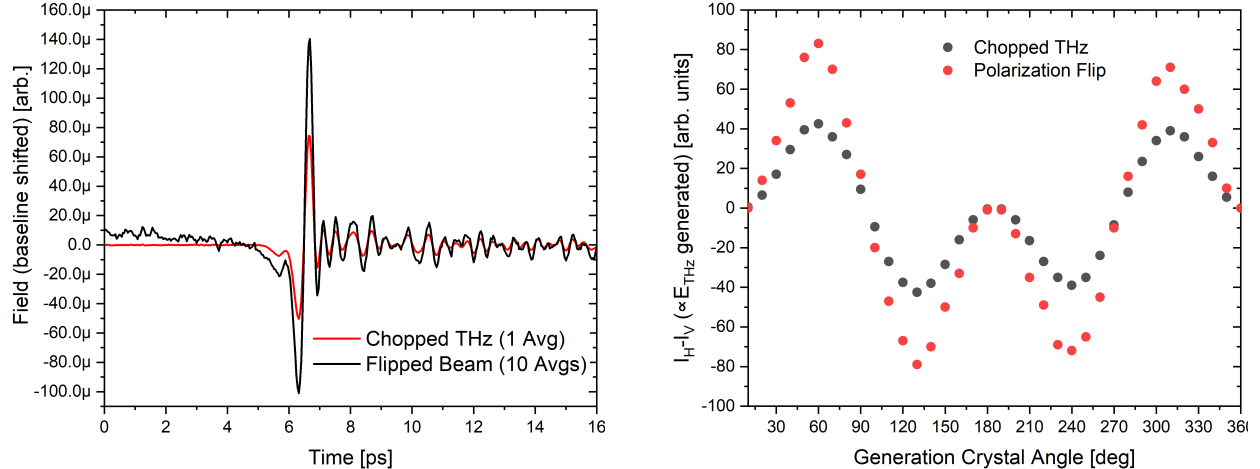 Field (baseline shifted) [arb.]
160.0µ
140.0µ
120.0µ
100.0µ
80.0µ
60.0µ
40.0µ
20.0µ
0.0
-20.0µ
-40.0µ
-60.0µ
-80.0µ
-100.0µ
Chopped THz (1 Avg)
Flipped Beam (10 Avgs)
0 2 4 6 8 10 12 14 16
Time [ps]
I_H-I_V (∝E_THz generated) [arb. units]
100
80
60
40
20
0
-20
-40
-60
-80
-100
Chopped THz
Polarization Flip
30 60 90 120 150 180 210 240 270 300 330 360
Generation Crystal Angle [deg]